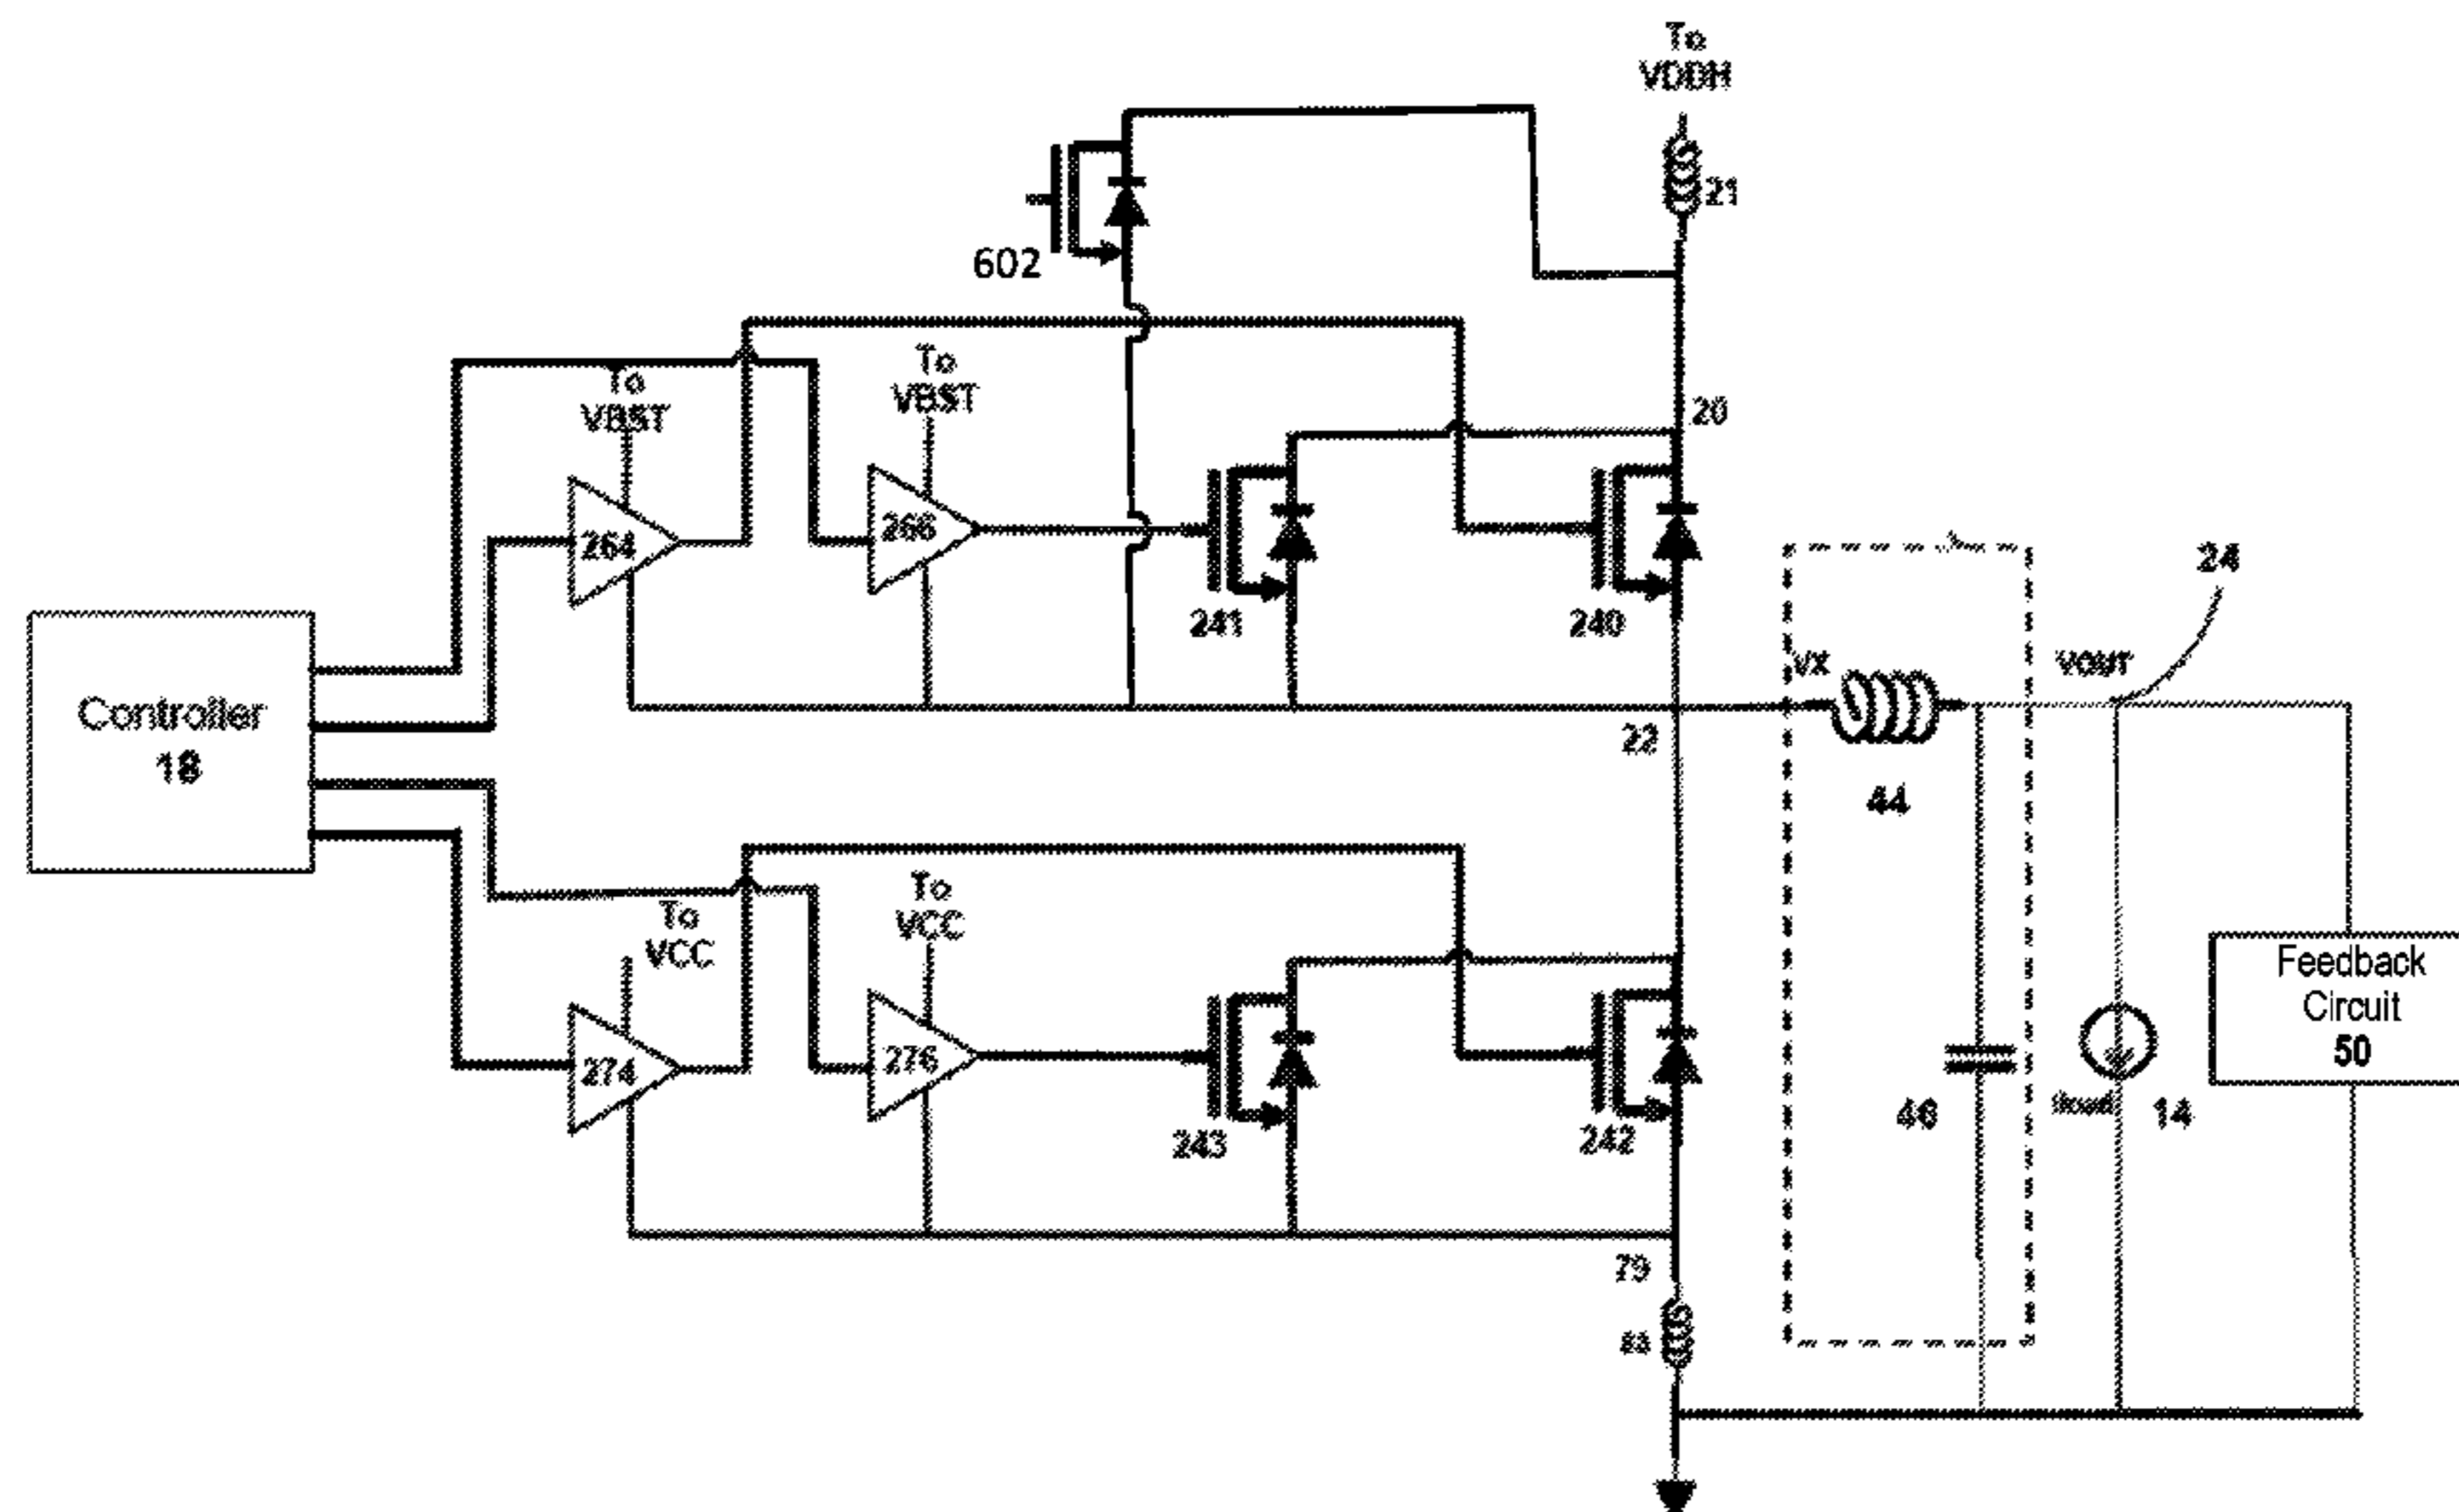 To
VDDH
21
602
To
VBST
To
VBST
20
264
266
241
240
24
Controller
18
VX
VOUT
22
44
To
VCC
To
VCC
Feedback
Circuit
50
274
276
243
242
46
Iload
14
79